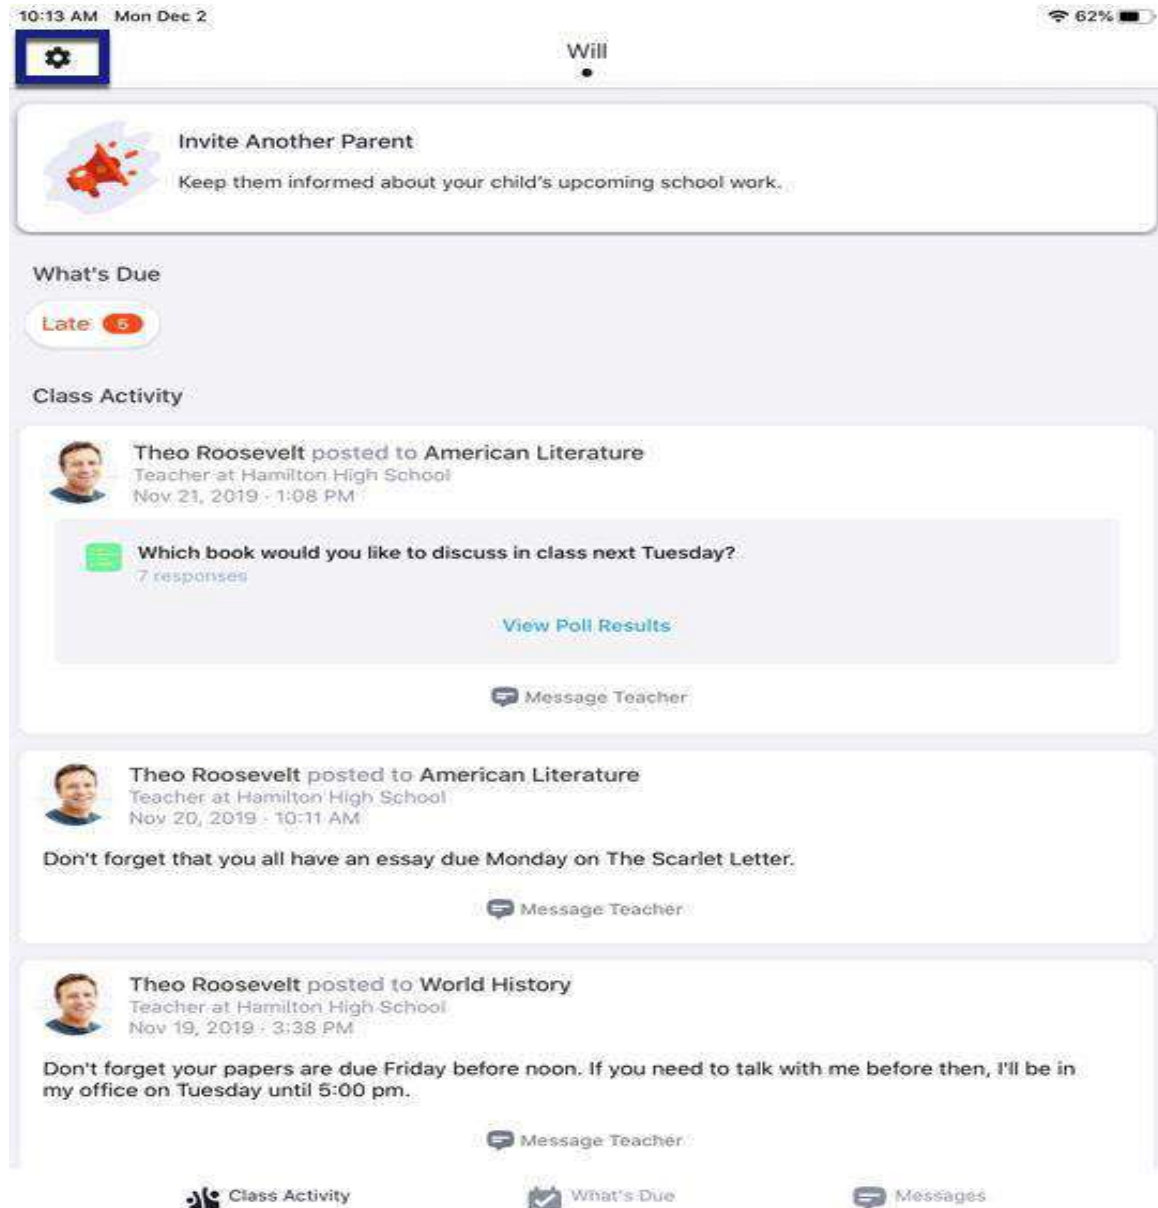 10:13 AM Mon Dec 2 62%
Will
Invite Another Parent
Keep them informed about your child's upcoming school work.
What's Due
Late 5
Class Activity
Theo Roosevelt posted to American Literature
Teacher at Hamilton High School
Nov 21, 2019 · 1:08 PM
Which book would you like to discuss in class next Tuesday?
7 responses
View Poll Results
Message Teacher
Theo Roosevelt posted to American Literature
Teacher at Hamilton High School
Nov 20, 2019 · 10:11 AM
Don't forget that you all have an essay due Monday on The Scarlet Letter.
Message Teacher
Theo Roosevelt posted to World History
Teacher at Hamilton High School
Nov 19, 2019 · 3:38 PM
Don't forget your papers are due Friday before noon. If you need to talk with me before then, I'll be in
my office on Tuesday until 5:00 pm.
Message Teacher
Class Activity What's Due Messages